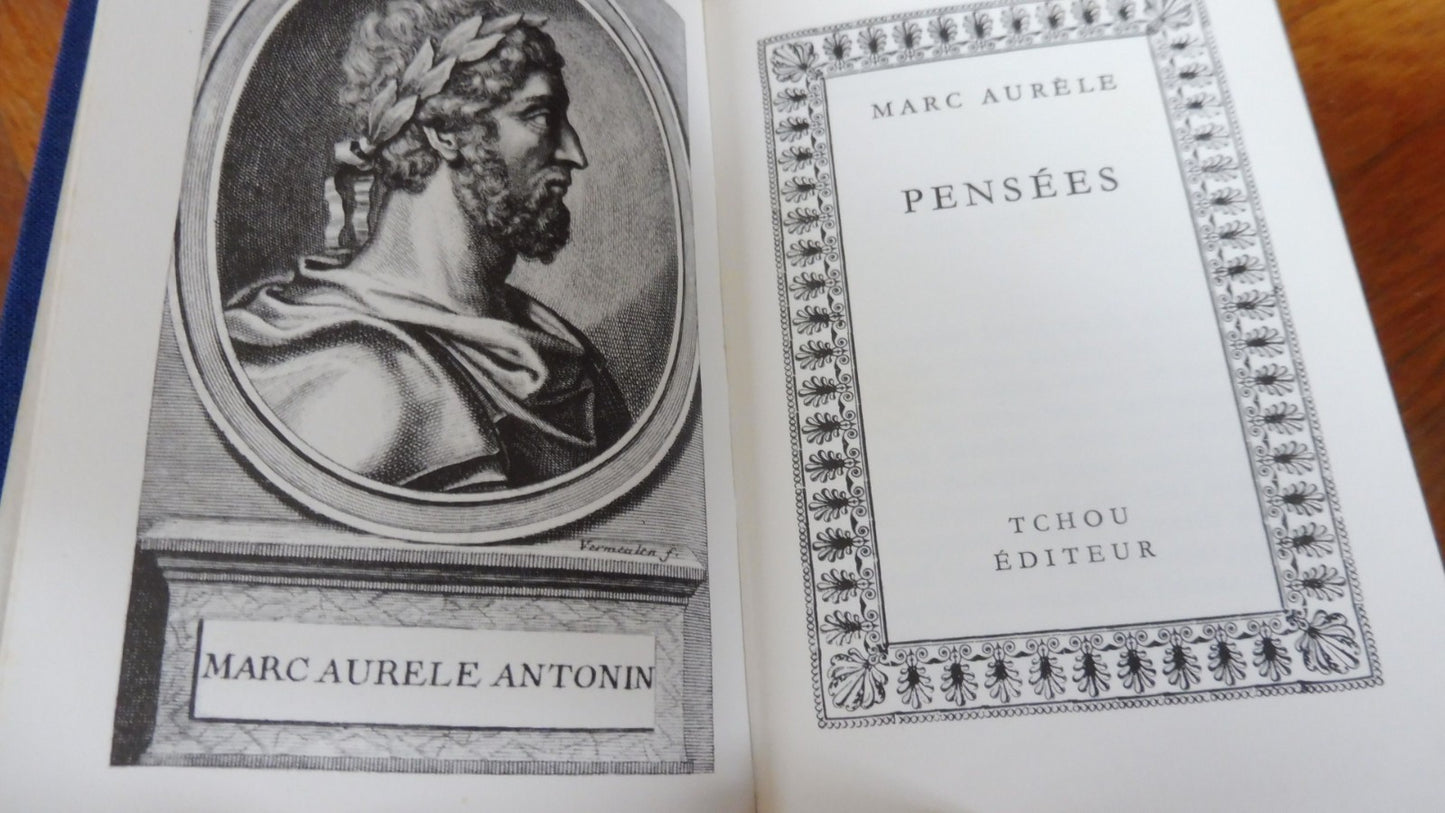 Vermeulen f.
MARC AURELE ANTONIN
MARC AURÈLE
PENSÉES
TCHOU
ÉDITEUR